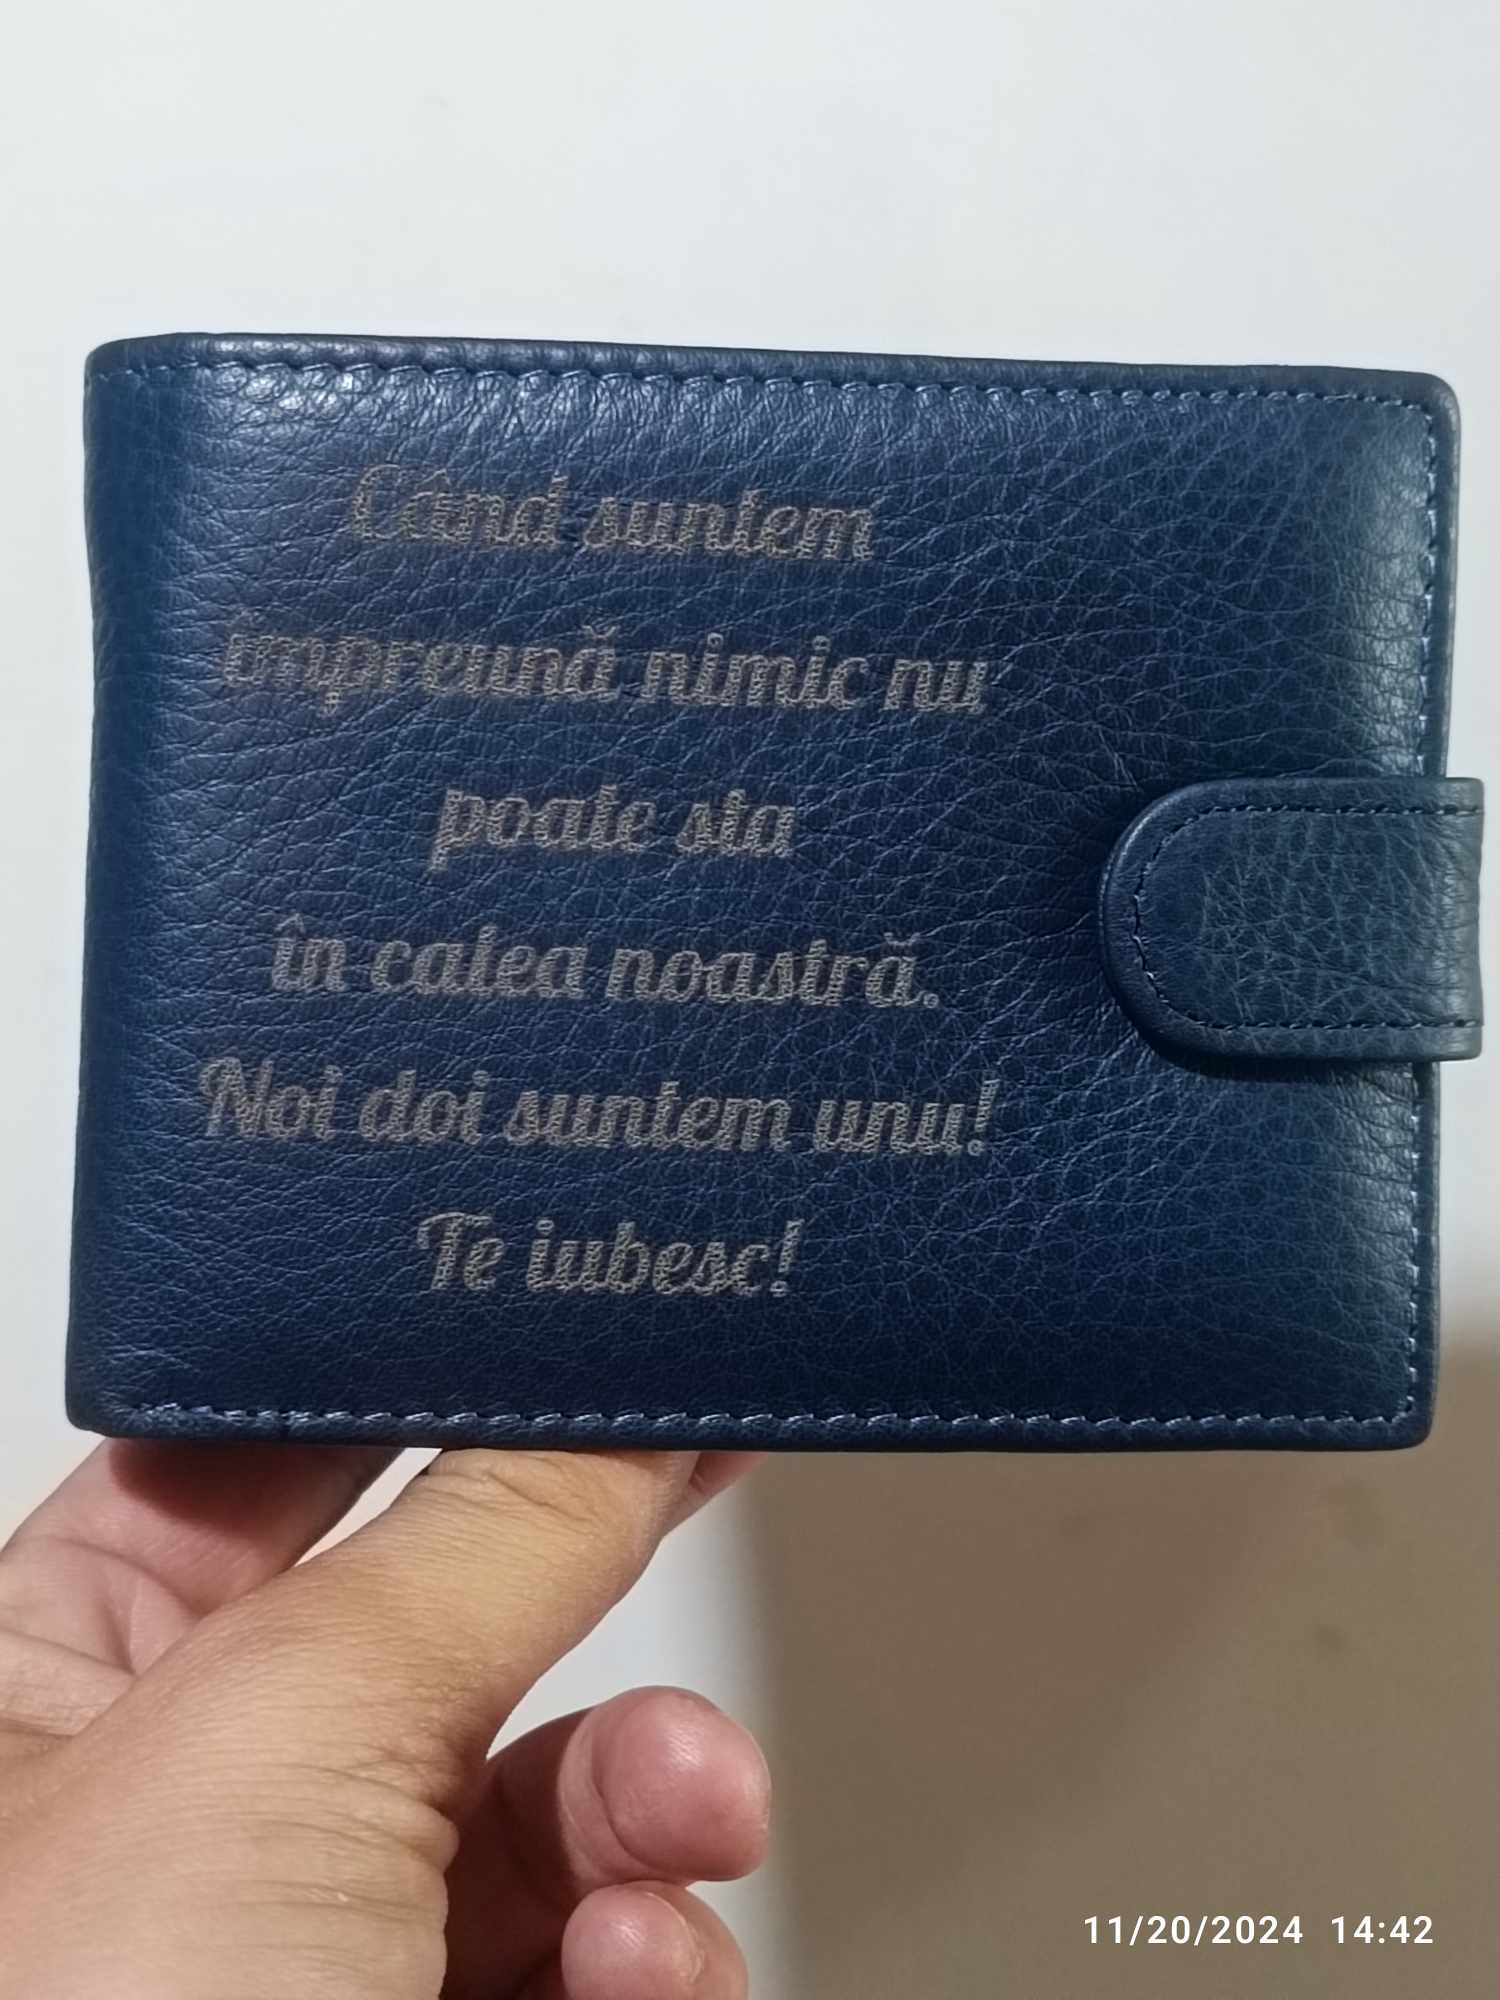 Când suntem
împreună nimic nu
poate sta
în calea noastră.
Noi doi suntem unu!
Te iubesc!
11/20/2024 14:42